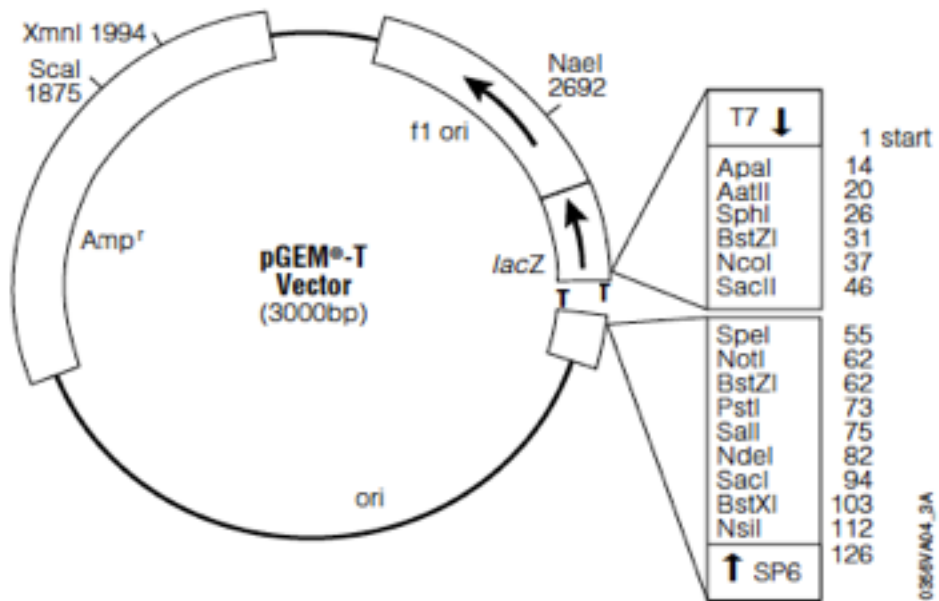 XmnI 1994
ScaI
1875
NaeI
2692
f1 ori
Ampʳ
pGEM®-T
Vector
(3000bp)
lacZ
T T
ori
T7 ↓
1 start
ApaI 14
AatII 20
SphI 26
BstZI 31
NcoI 37
SacII 46
SpeI 55
NotI 62
BstZI 62
PstI 73
SalI 75
NdeI 82
SacI 94
BstXI 103
NsiI 112
126
↑ SP6
0356VA04_3A